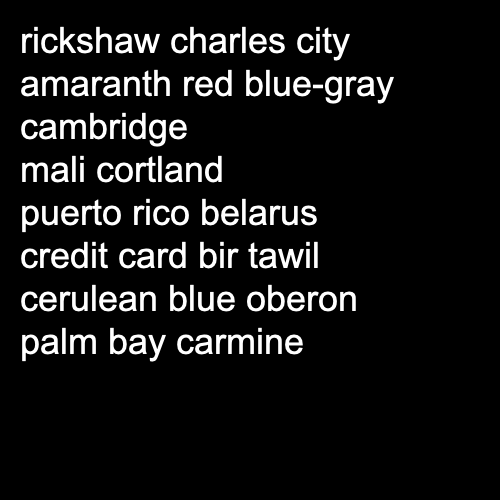 rickshaw charles city
amaranth red blue-gray
cambridge
mali cortland
puerto rico belarus
credit card bir tawil
cerulean blue oberon
palm bay carmine